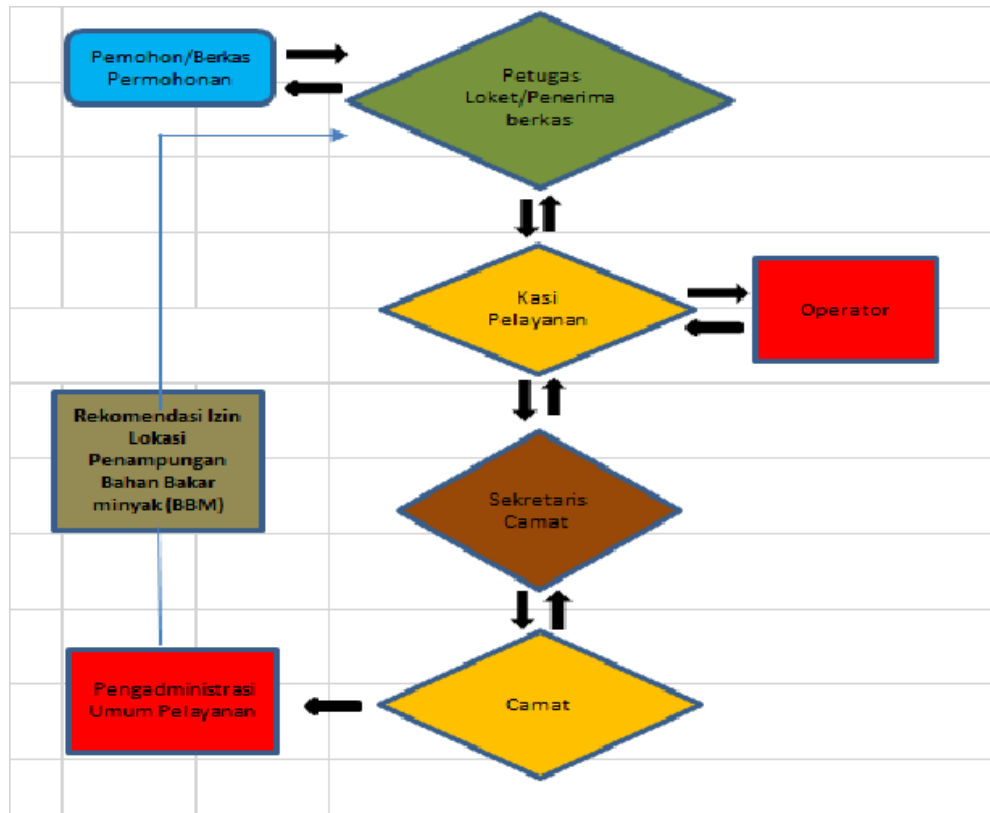 Pemohon/Berkas
Permohonan
Petugas
Loket/Penerima
berkas
Kasi
Pelayanan
Operator
Rekomendasi Izin
Lokasi
Penampungan
Bahan Bakar
minyak (BBM)
Sekretaris
Camat
Pengadministrasi
Umum Pelayanan
Camat